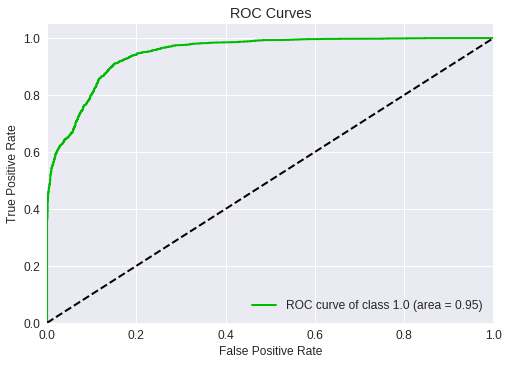 ROC Curves
True Positive Rate
1.0
0.8
0.6
0.4
0.2
0.0
ROC curve of class 1.0 (area = 0.95)
0.0 0.2 0.4 0.6 0.8 1.0
False Positive Rate